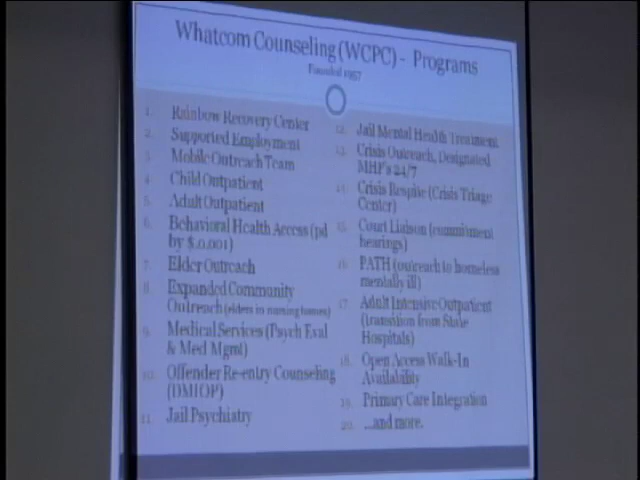 Whatcom Counseling (WCPC) - Programs
Founded 1957
1. Rainbow Recovery Center
2. Supported Employment
3. Mobile Outreach Team
4. Child Outpatient
5. Adult Outpatient
6. Behavioral Health Access (pd
by $.0.001)
7. Elder Outreach
8. Expanded Community
Outreach (elders in nursing homes)
9. Medical Services (Psych Eval
& Med Mgmt)
10. Offender Re-entry Counseling
(DMIOP)
11. Jail Psychiatry
12. Jail Mental Health Treatment
13. Crisis Outreach, Designated
MHP's 24/7
14. Crisis Respite (Crisis Triage
Center)
15. Court Liaison (commitment
hearings)
16. PATH (outreach to homeless
mentally ill)
17. Adult Intensive Outpatient
(transition from State
Hospitals)
18. Open Access Walk-In
Availability
19. Primary Care Integration
20. ...and more.